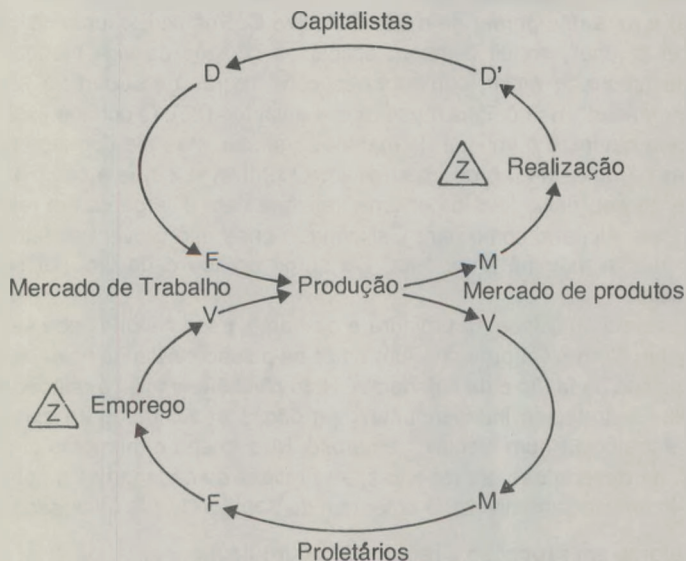 Capitalistas
D D'
Z Realização
F M
Mercado de Trabalho Produção Mercado de produtos
V V
Z Emprego
F M
Proletários